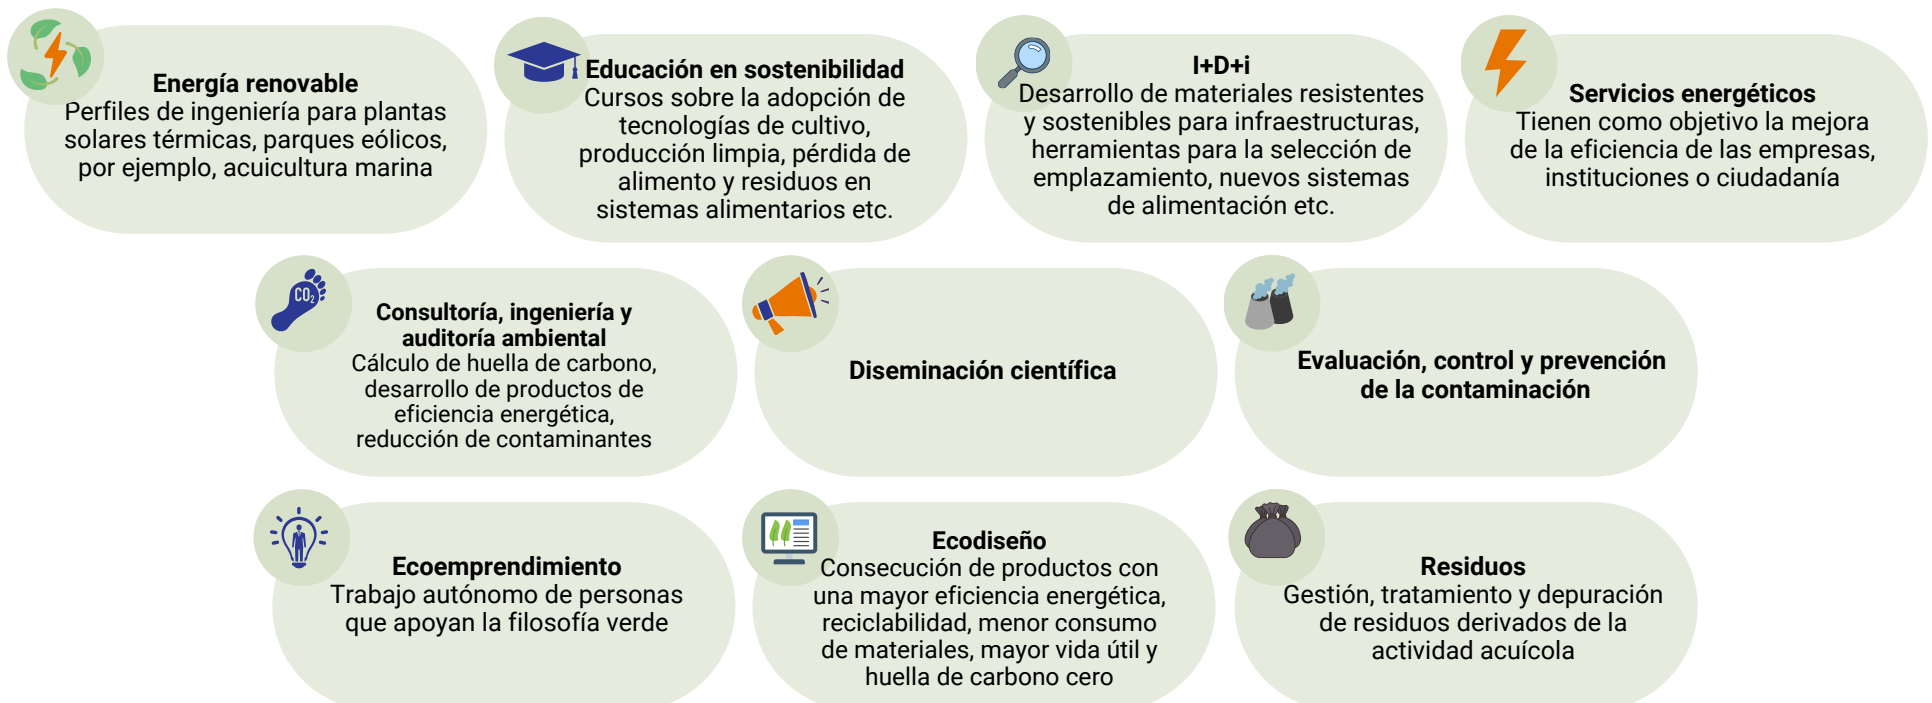 Energía renovable
Perfiles de ingeniería para plantas
solares térmicas, parques eólicos,
por ejemplo, acuicultura marina
Educación en sostenibilidad
Cursos sobre la adopción de
tecnologías de cultivo,
producción limpia, pérdida de
alimento y residuos en
sistemas alimentarios etc.
I+D+i
Desarrollo de materiales resistentes
y sostenibles para infraestructuras,
herramientas para la selección de
emplazamiento, nuevos sistemas
de alimentación etc.
Servicios energéticos
Tienen como objetivo la mejora
de la eficiencia de las empresas,
instituciones o ciudadanía
CO2
Consultoría, ingeniería y
auditoría ambiental
Cálculo de huella de carbono,
desarrollo de productos de
eficiencia energética,
reducción de contaminantes
Diseminación científica
Evaluación, control y prevención
de la contaminación
Ecoemprendimiento
Trabajo autónomo de personas
que apoyan la filosofía verde
Ecodiseño
Consecución de productos con
una mayor eficiencia energética,
reciclabilidad, menor consumo
de materiales, mayor vida útil y
huella de carbono cero
Residuos
Gestión, tratamiento y depuración
de residuos derivados de la
actividad acuícola